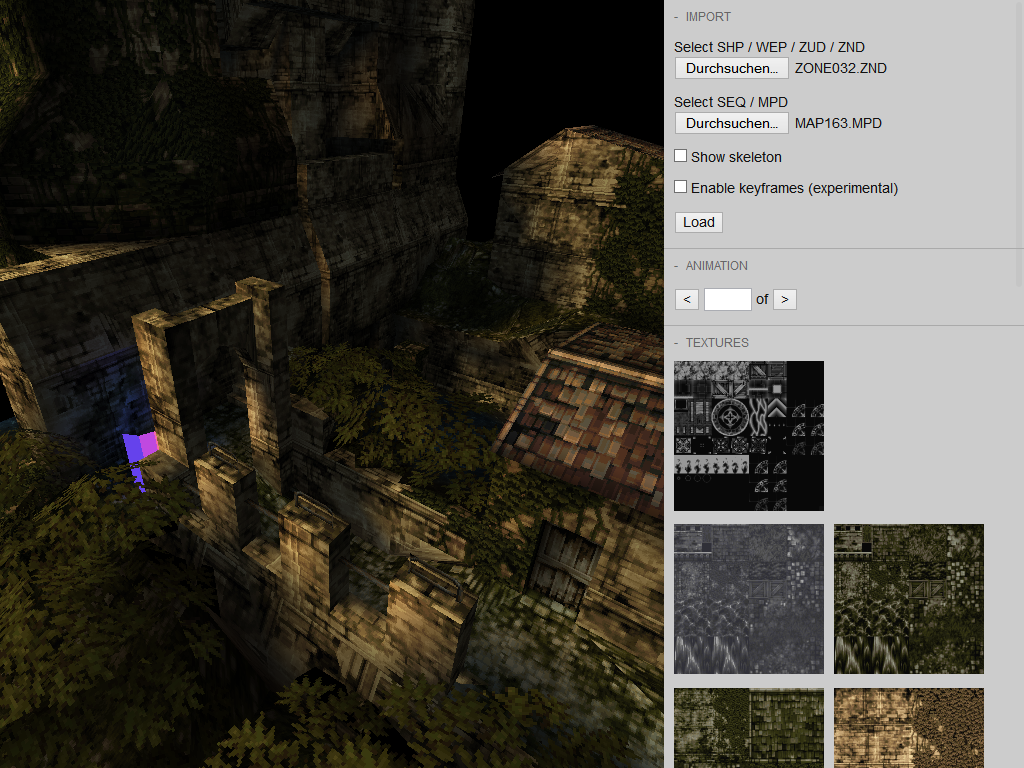 - IMPORT
Select SHP / WEP / ZUD / ZND
Durchsuchen... ZONE032.ZND
Select SEQ / MPD
Durchsuchen... MAP163.MPD
Show skeleton
Enable keyframes (experimental)
Load
- ANIMATION
< of >
- TEXTURES